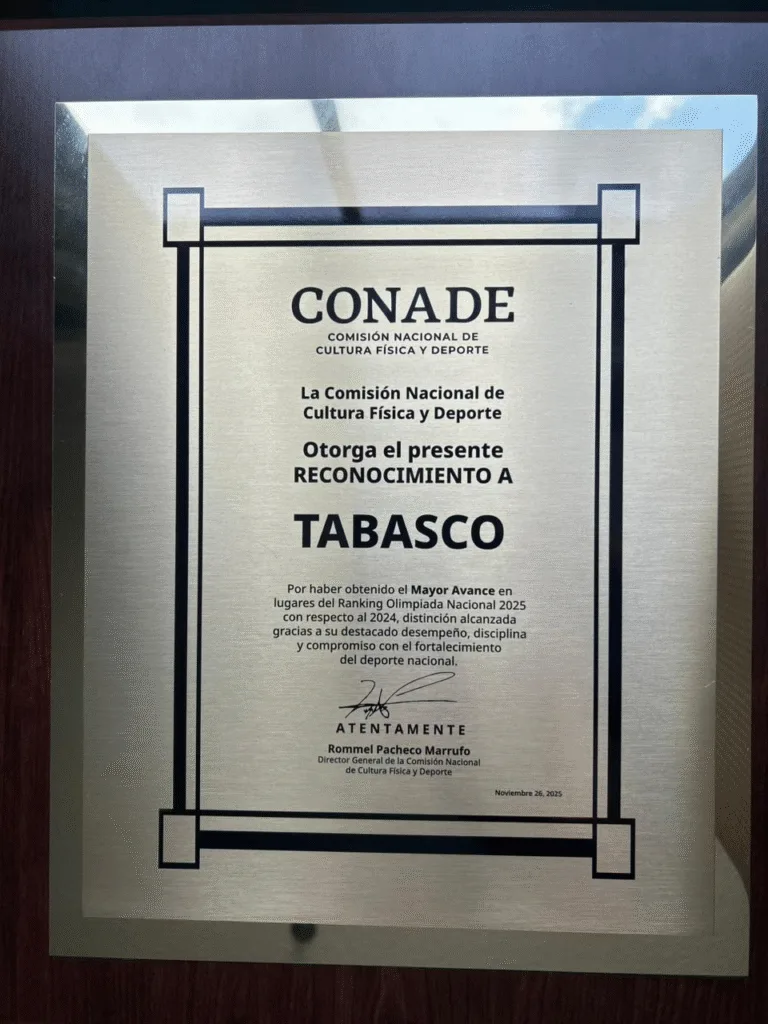 CONADE
COMISIÓN NACIONAL DE
CULTURA FÍSICA Y DEPORTE
La Comisión Nacional de
Cultura Física y Deporte
Otorga el presente
RECONOCIMIENTO A
TABASCO
Por haber obtenido el Mayor Avance en
lugares del Ranking Olimpiada Nacional 2025
con respecto al 2024, distinción alcanzada
gracias a su destacado desempeño, disciplina
y compromiso con el fortalecimiento
del deporte nacional.
ATENTAMENTE
Rommel Pacheco Marrufo
Director General de la Comisión Nacional
de Cultura Física y Deporte
Noviembre 26, 2025